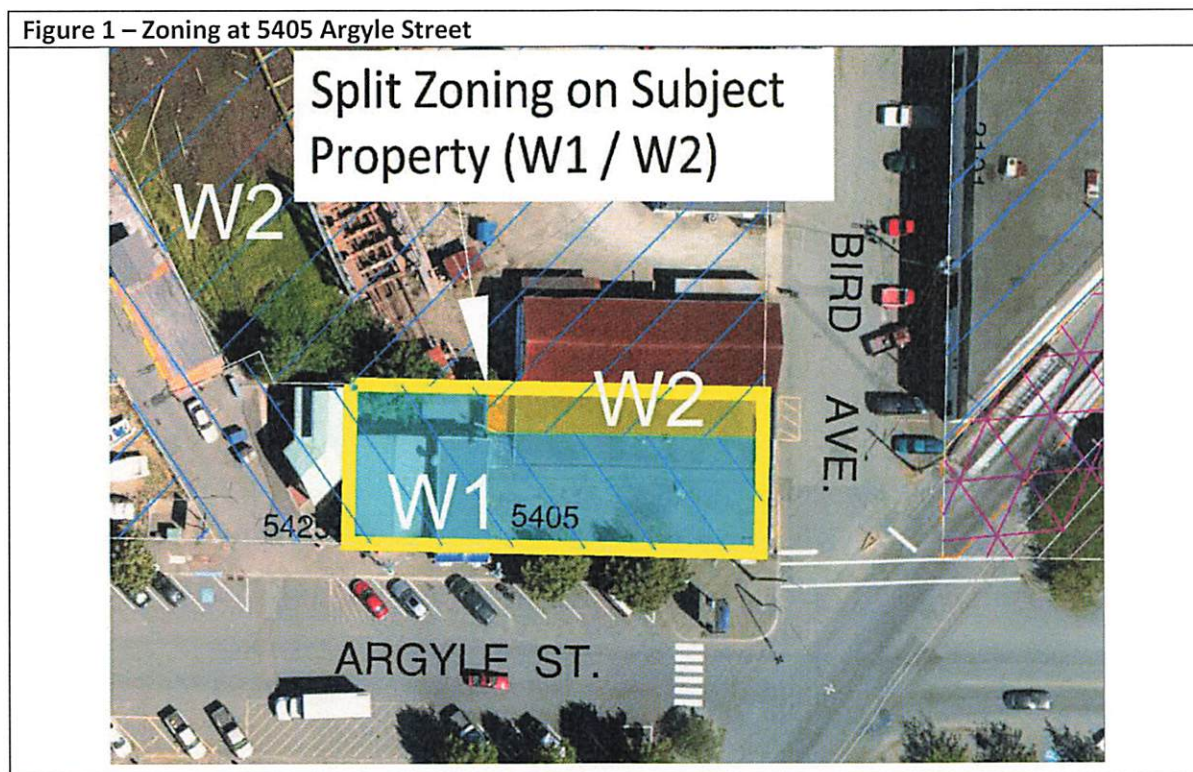 Figure 1 – Zoning at 5405 Argyle Street
Split Zoning on Subject
Property (W1 / W2)
W2
BIRD AVE.
W2
W1
5405
ARGYLE ST.